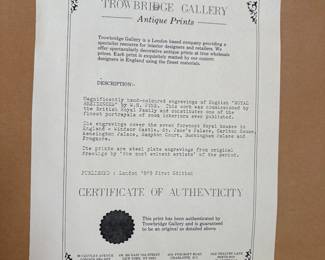 TROWBRIDGE GALLERY
Antique Prints
Trowbridge Gallery is a London based company providing a
specialist resource for interior designers and retailers. We
offer spectacularly decorative antique prints at true wholesale
prices. Each print is exquisitely matted by our custom
designers in England using the finest materials.
DESCRIPTION:-
Magnificently hand-coloured engravings of English "ROYAL
RESIDENCES" by W.H. PYNE. This work was commissioned by
the British Royal Family and constitutes one of the
finest portrayals of room interiors ever published.
The engravings cover the seven foremost Royal Houses in
England - Windsor Castle, St. Jame's Palace, Carlton House,
Kensington Palace, Hampton Court, Buckingham Palace and
Frogmore.
The prints are steel plate engravings from original
drawings by 'the most eminent artists' of the period.
PUBLISHED : London First Edition
CERTIFICATE OF AUTHENTICITY
This print has been authenticated by
Trowbridge Gallery and is guaranteed
to be an original as detailed above